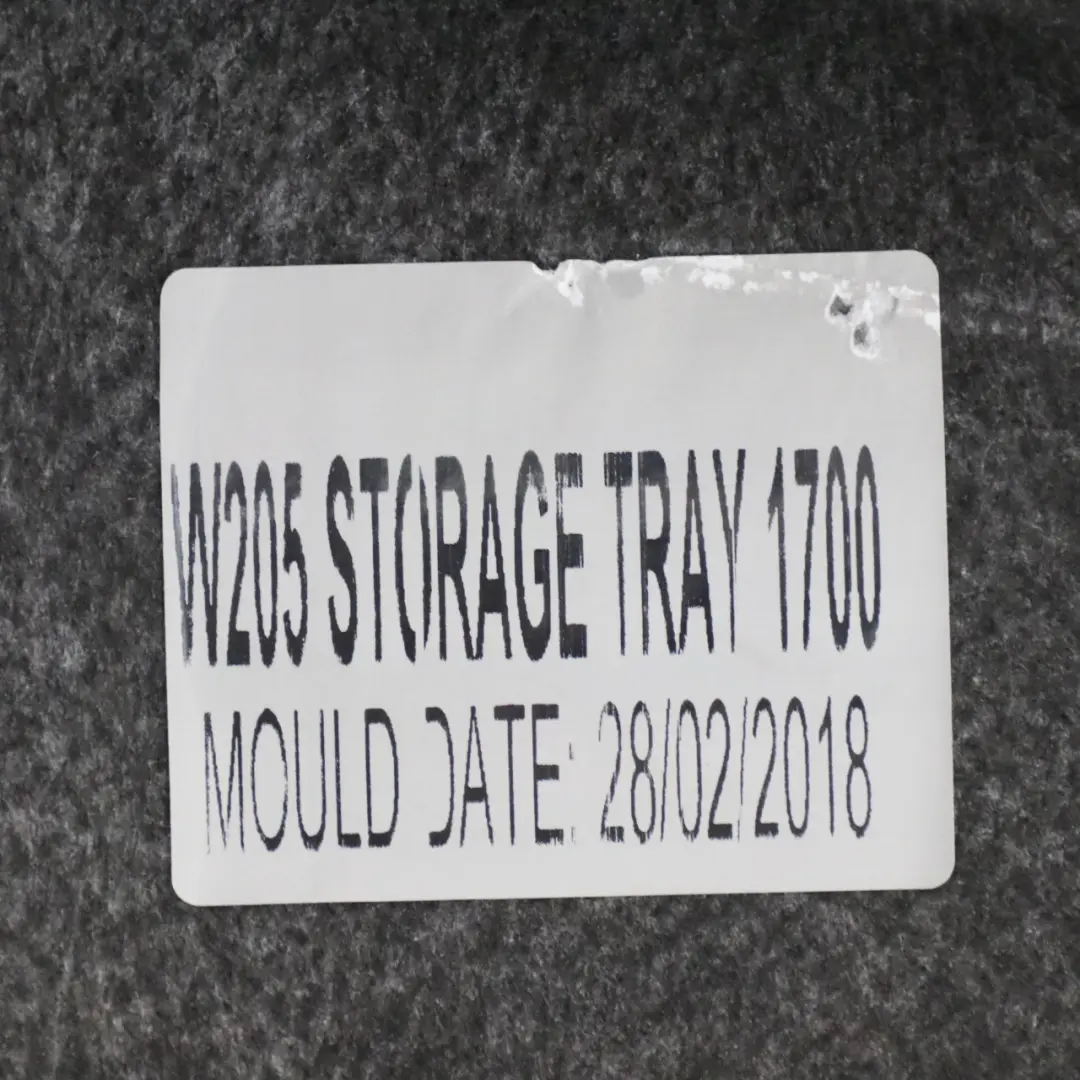 W205 STORAGE TRAY 1700
MOULD DATE: 28/02/2018